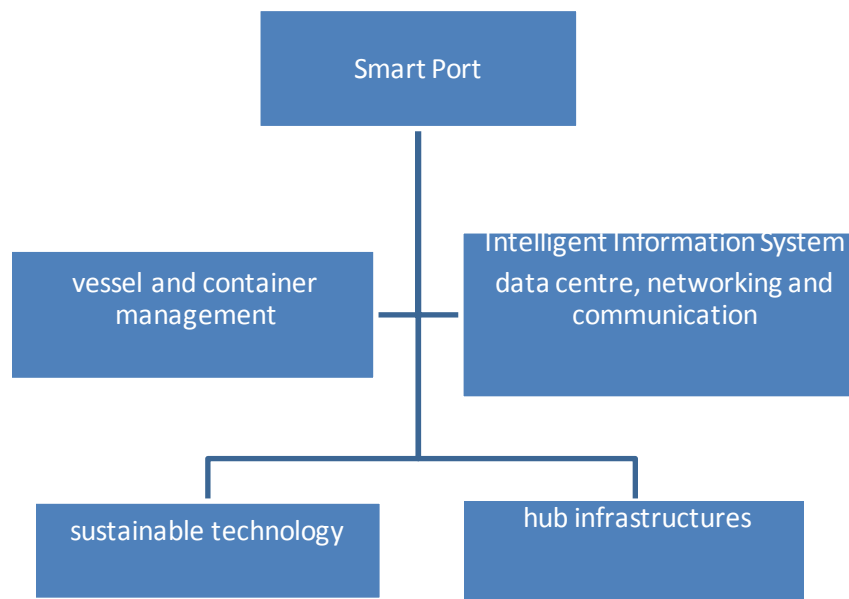 Smart Port
vessel and container
management
Intelligent Information System
data centre, networking and
communication
sustainable technology
hub infrastructures